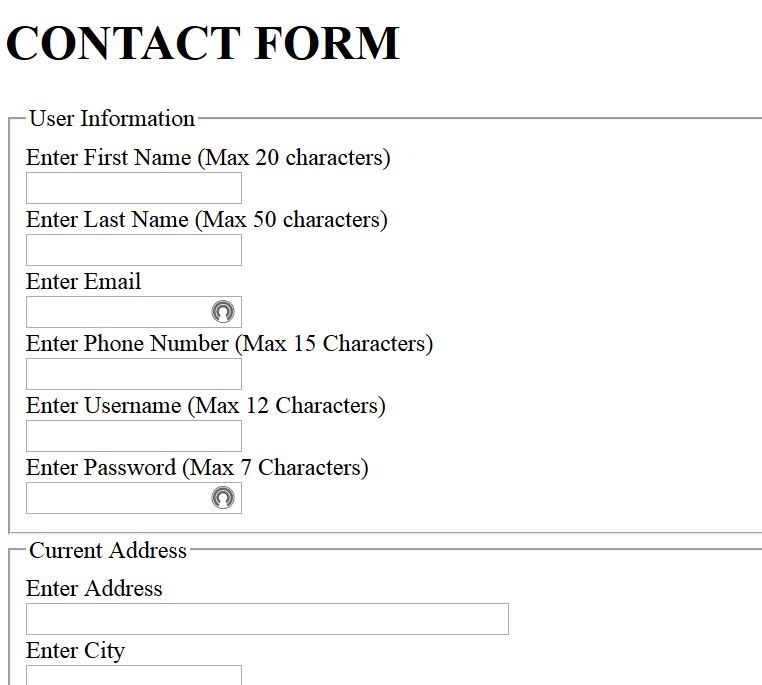 CONTACT FORM
User Information
Enter First Name (Max 20 characters)
Enter Last Name (Max 50 characters)
Enter Email
Enter Phone Number (Max 15 Characters)
Enter Username (Max 12 Characters)
Enter Password (Max 7 Characters)
Current Address
Enter Address
Enter City